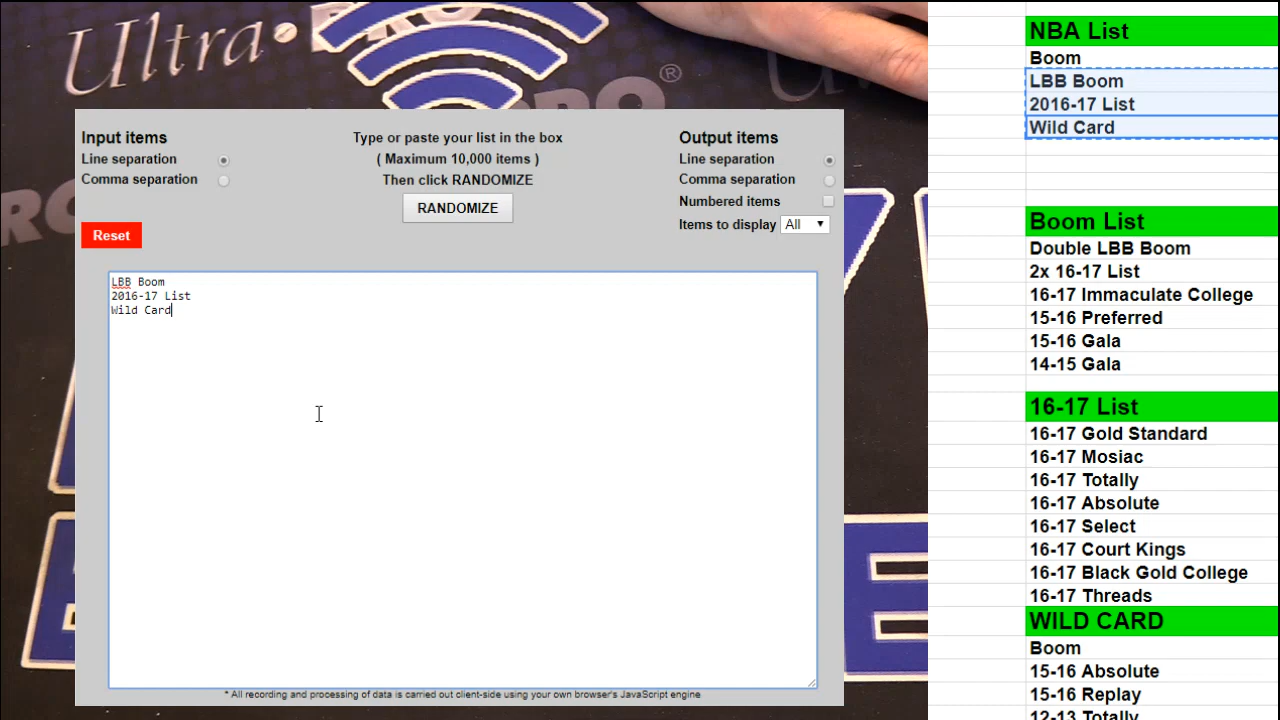 Ultra•PRO
®
PRO
Input items
Line separation
Comma separation
Reset
Type or paste your list in the box
( Maximum 10,000 items )
Then click RANDOMIZE
RANDOMIZE
Output items
Line separation
Comma separation
Numbered items
Items to display All
LBB Boom
2016-17 List
Wild Card
* All recording and processing of data is carried out client-side using your own browser's JavaScript engine
NBA List
Boom
LBB Boom
2016-17 List
Wild Card
Boom List
Double LBB Boom
2x 16-17 List
16-17 Immaculate College
15-16 Preferred
15-16 Gala
14-15 Gala
16-17 List
16-17 Gold Standard
16-17 Mosiac
16-17 Totally
16-17 Absolute
16-17 Select
16-17 Court Kings
16-17 Black Gold College
16-17 Threads
WILD CARD
Boom
15-16 Absolute
15-16 Replay
12-13 Totally